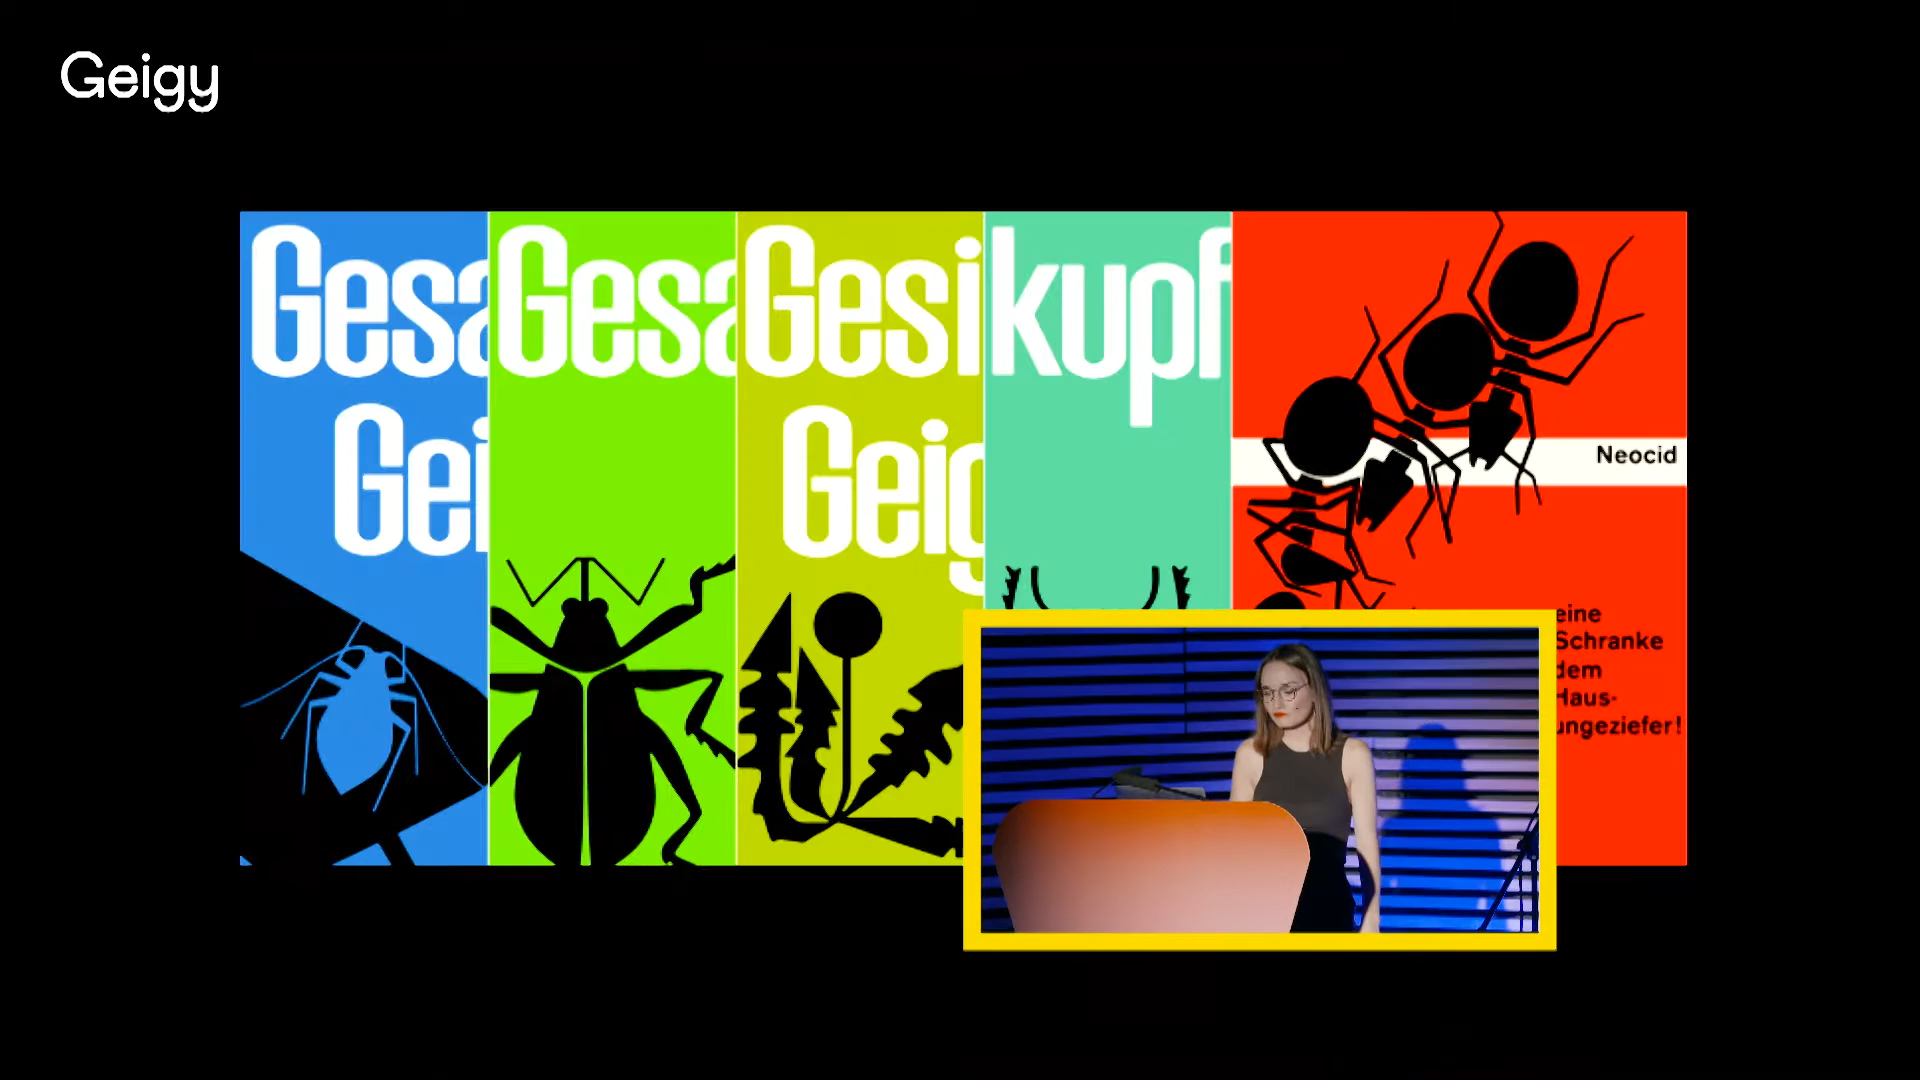 Geigy
Gesa
Gei
Gesa
Gesi
Geig
kupf
Neocid
eine
Schranke
dem
Haus-
ungeziefer!